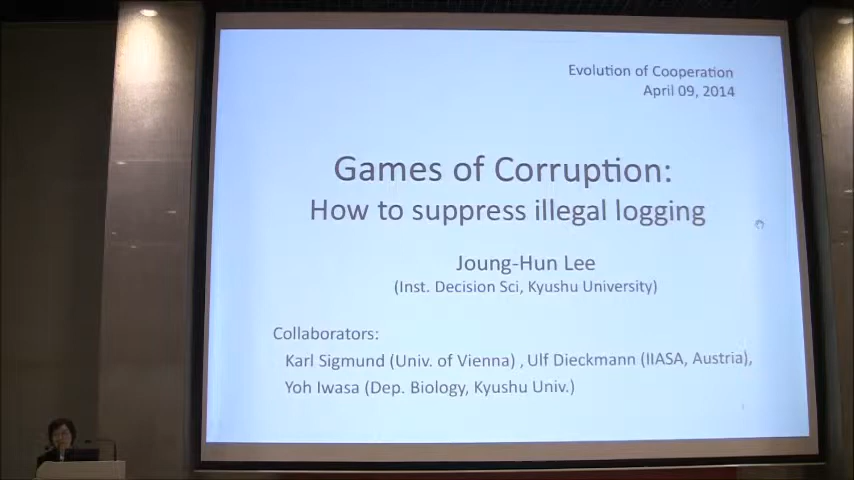 Evolution of Cooperation
April 09, 2014
Games of Corruption:
How to suppress illegal logging
Joung-Hun Lee
(Inst. Decision Sci, Kyushu University)
Collaborators:
Karl Sigmund (Univ. of Vienna) , Ulf Dieckmann (IIASA, Austria),
Yoh Iwasa (Dep. Biology, Kyushu Univ.)